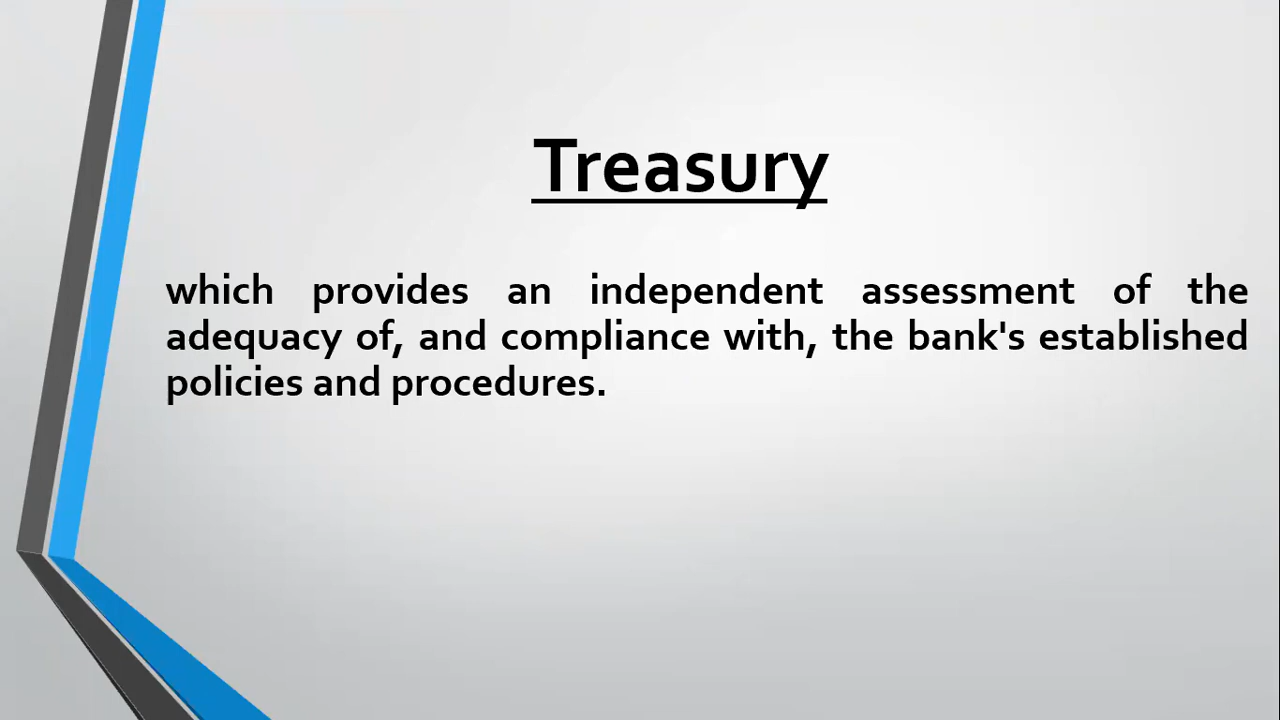 Treasury
which provides an independent assessment of the
adequacy of, and compliance with, the bank's established
policies and procedures.